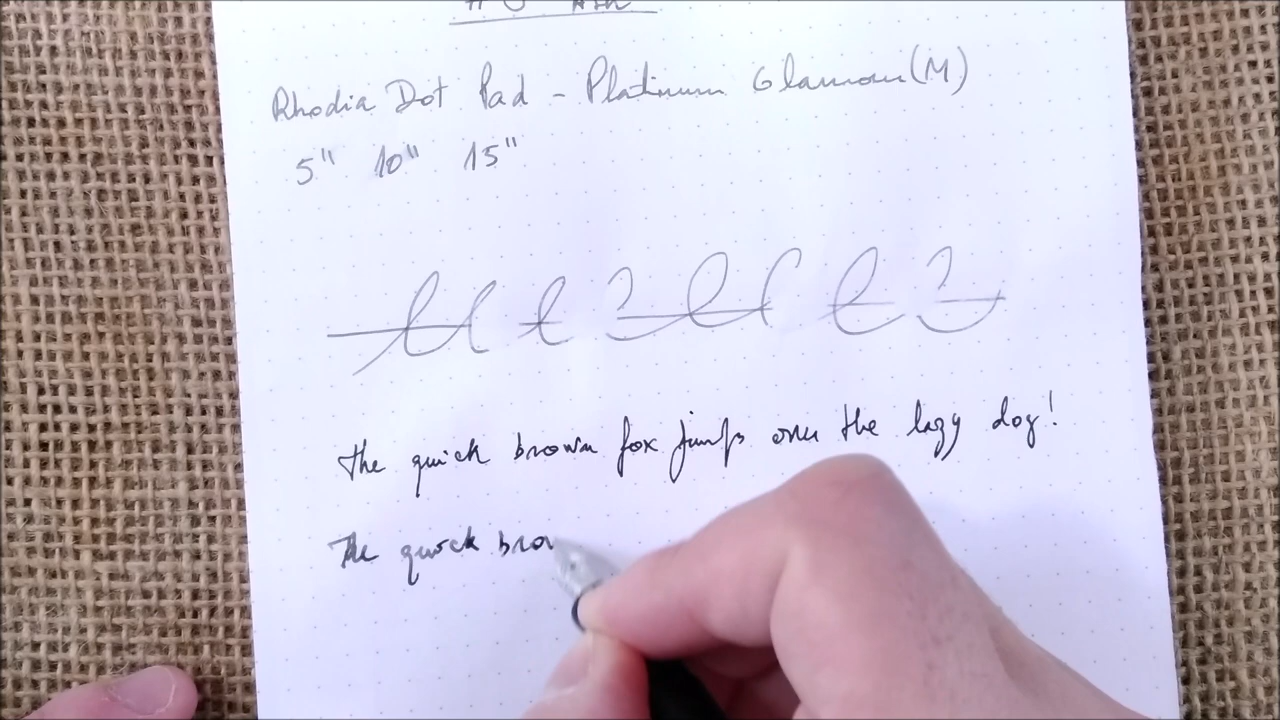 Rhodia Dot Pad - Platinum Glamour (M)
5" 10" 15"
the quick brown fox jumps over the lazy dog!
The quick brow